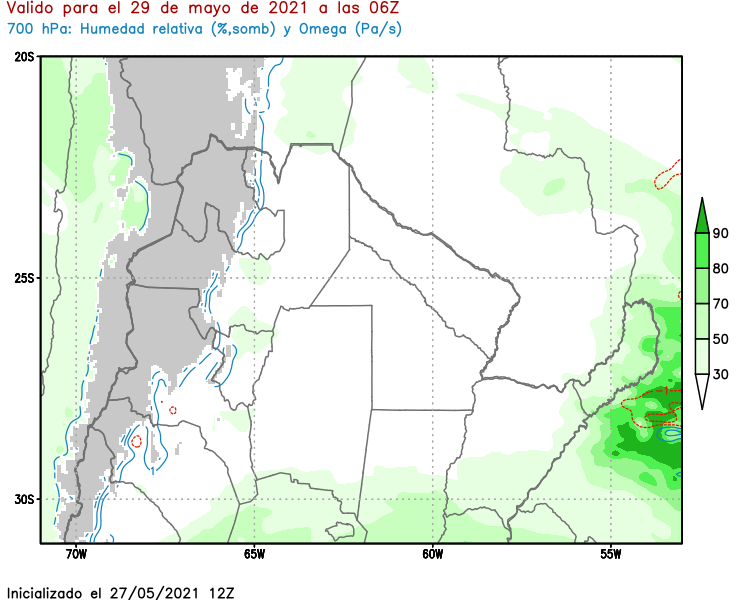 Valido para el 29 de mayo de 2021 a las 06Z
700 hPa: Humedad relativa (%,somb) y Omega (Pa/s)
20S
90
25S
80
70
50
30
30S
70W 65W 60W 55W
Inicializado el 27/05/2021 12Z